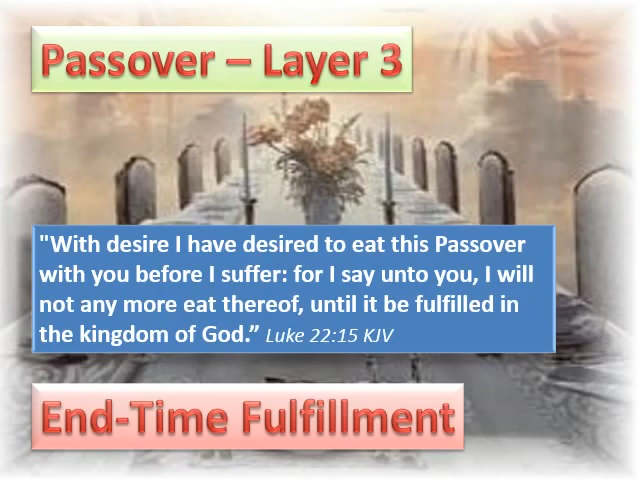 Passover – Layer 3
"With desire I have desired to eat this Passover
with you before I suffer: for I say unto you, I will
not any more eat thereof, until it be fulfilled in
the kingdom of God.” Luke 22:15 KJV
End-Time Fulfillment